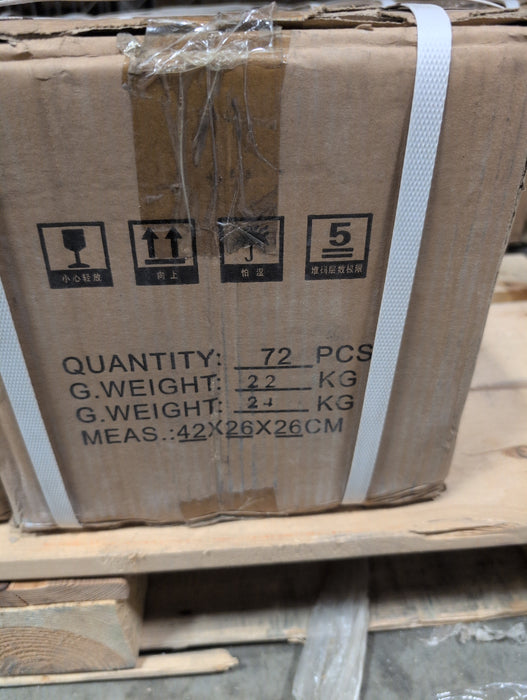 5
小心轻放 向上 怕湿 堆码层数极限
QUANTITY: 72 PCS
G.WEIGHT: 22 KG
G.WEIGHT: 21 KG
MEAS.:42X26X26CM